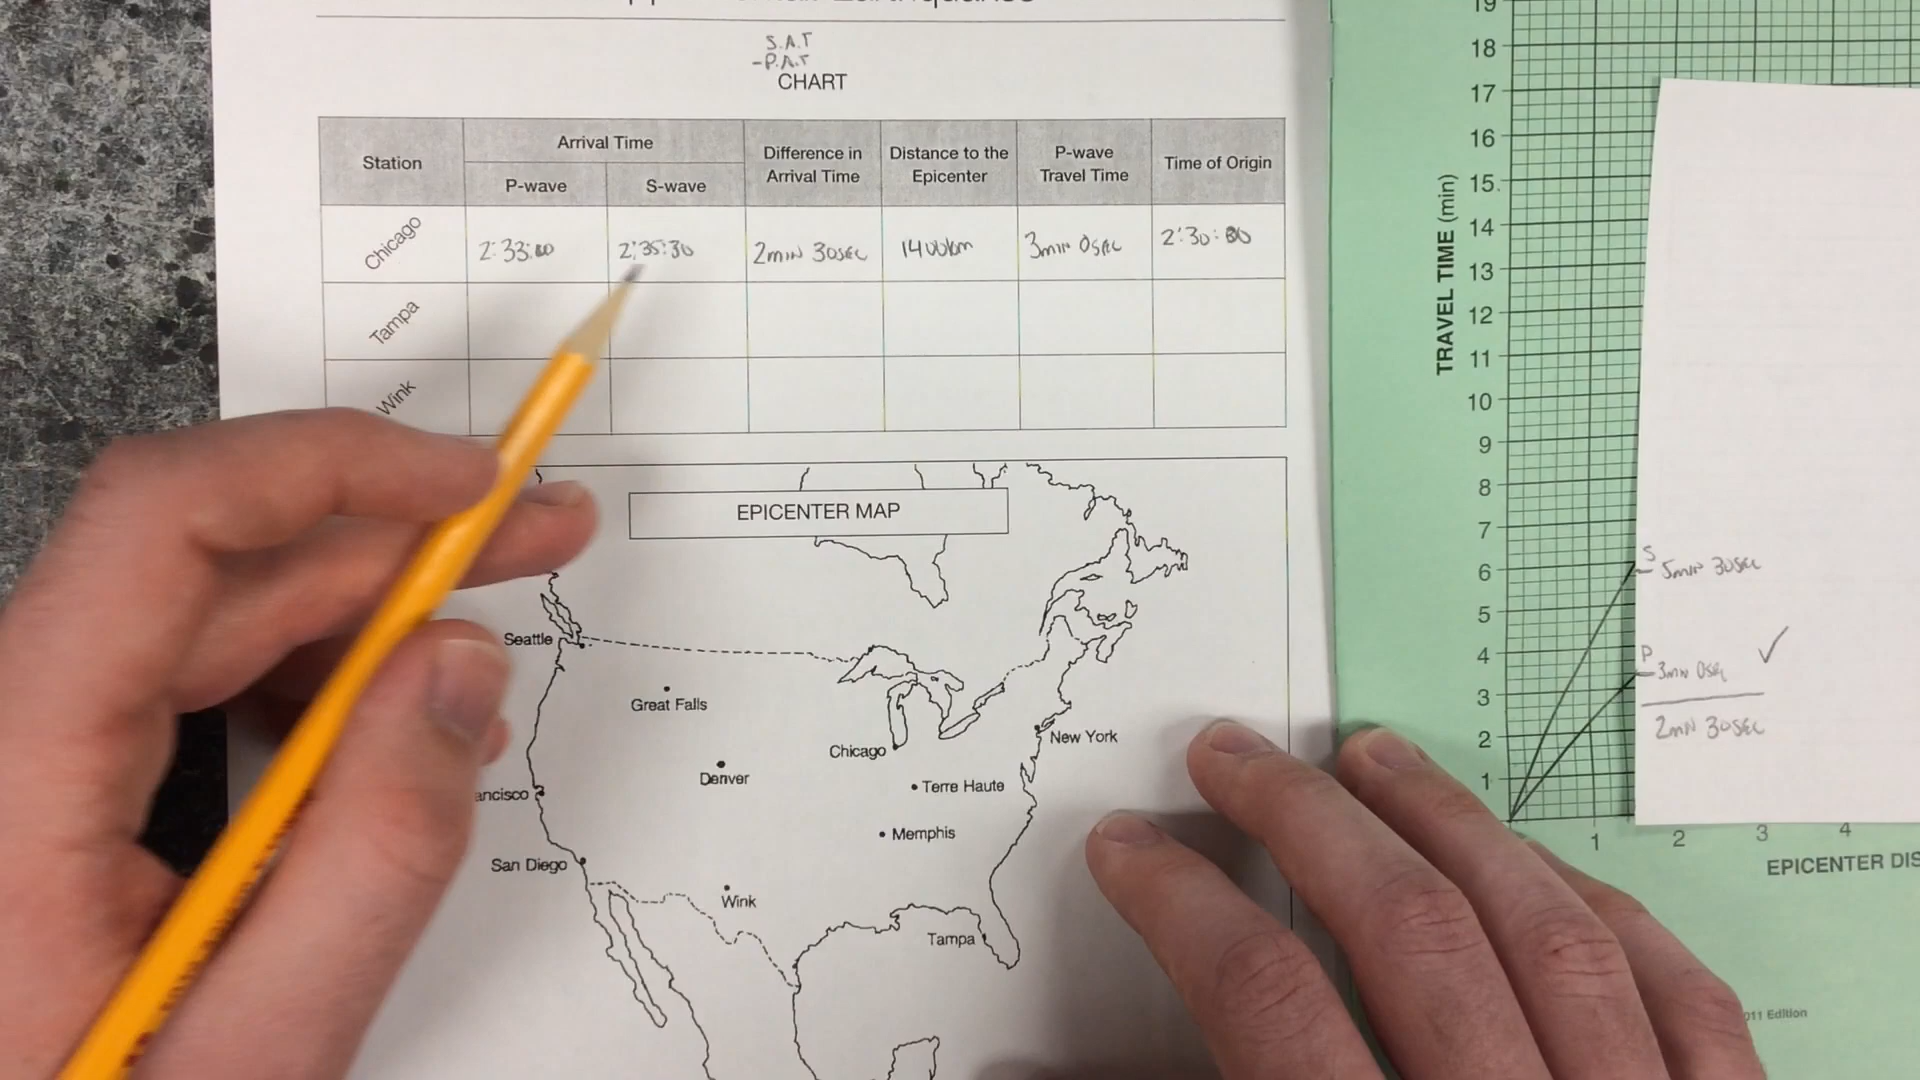 S.A.T
-P.A.T
CHART
Station
Arrival Time
P-wave
S-wave
Difference in
Arrival Time
Distance to the
Epicenter
P-wave
Travel Time
Time of Origin
Chicago
2:33:00
2:35:30
2min 30sec
1400km
3min 0sec
2:30:00
Tampa
Wink
EPICENTER MAP
Seattle
Great Falls
Chicago
New York
Denver
Terre Haute
ancisco
Memphis
San Diego
Wink
Tampa
TRAVEL TIME (min)
19
18
17
16
15.
14
13
12
11
10
9
8
7
6
5
4
3
2
1
1
2
3
4
EPICENTER DIS
S
5min 30sec
P
3min 0sec
2min 30sec
011 Edition